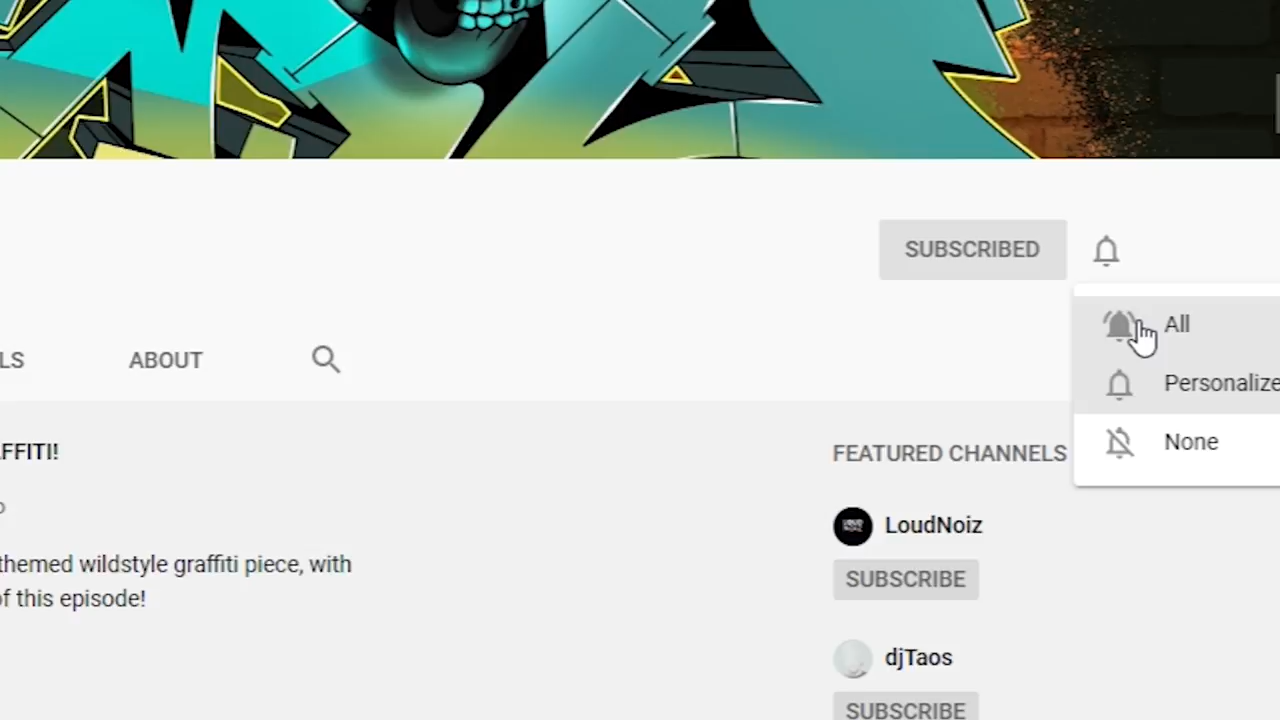 SUBSCRIBED
All
LS
ABOUT
Personalize
FFITI!
None
FEATURED CHANNELS
LoudNoiz
themed wildstyle graffiti piece, with
SUBSCRIBE
of this episode!
djTaos
SUBSCRIBE